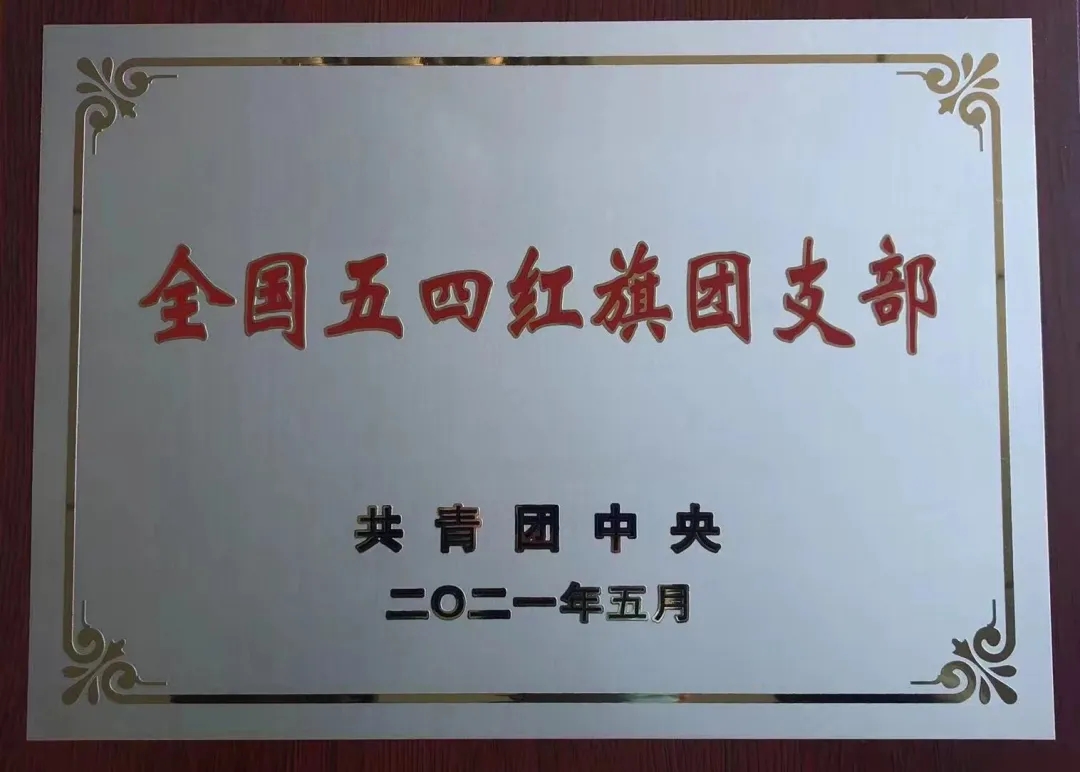 全国五四红旗团支部
共青团中央
二〇二一年五月